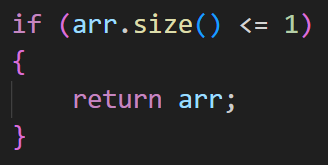 if (arr.size() <= 1)
{
    return arr;
}